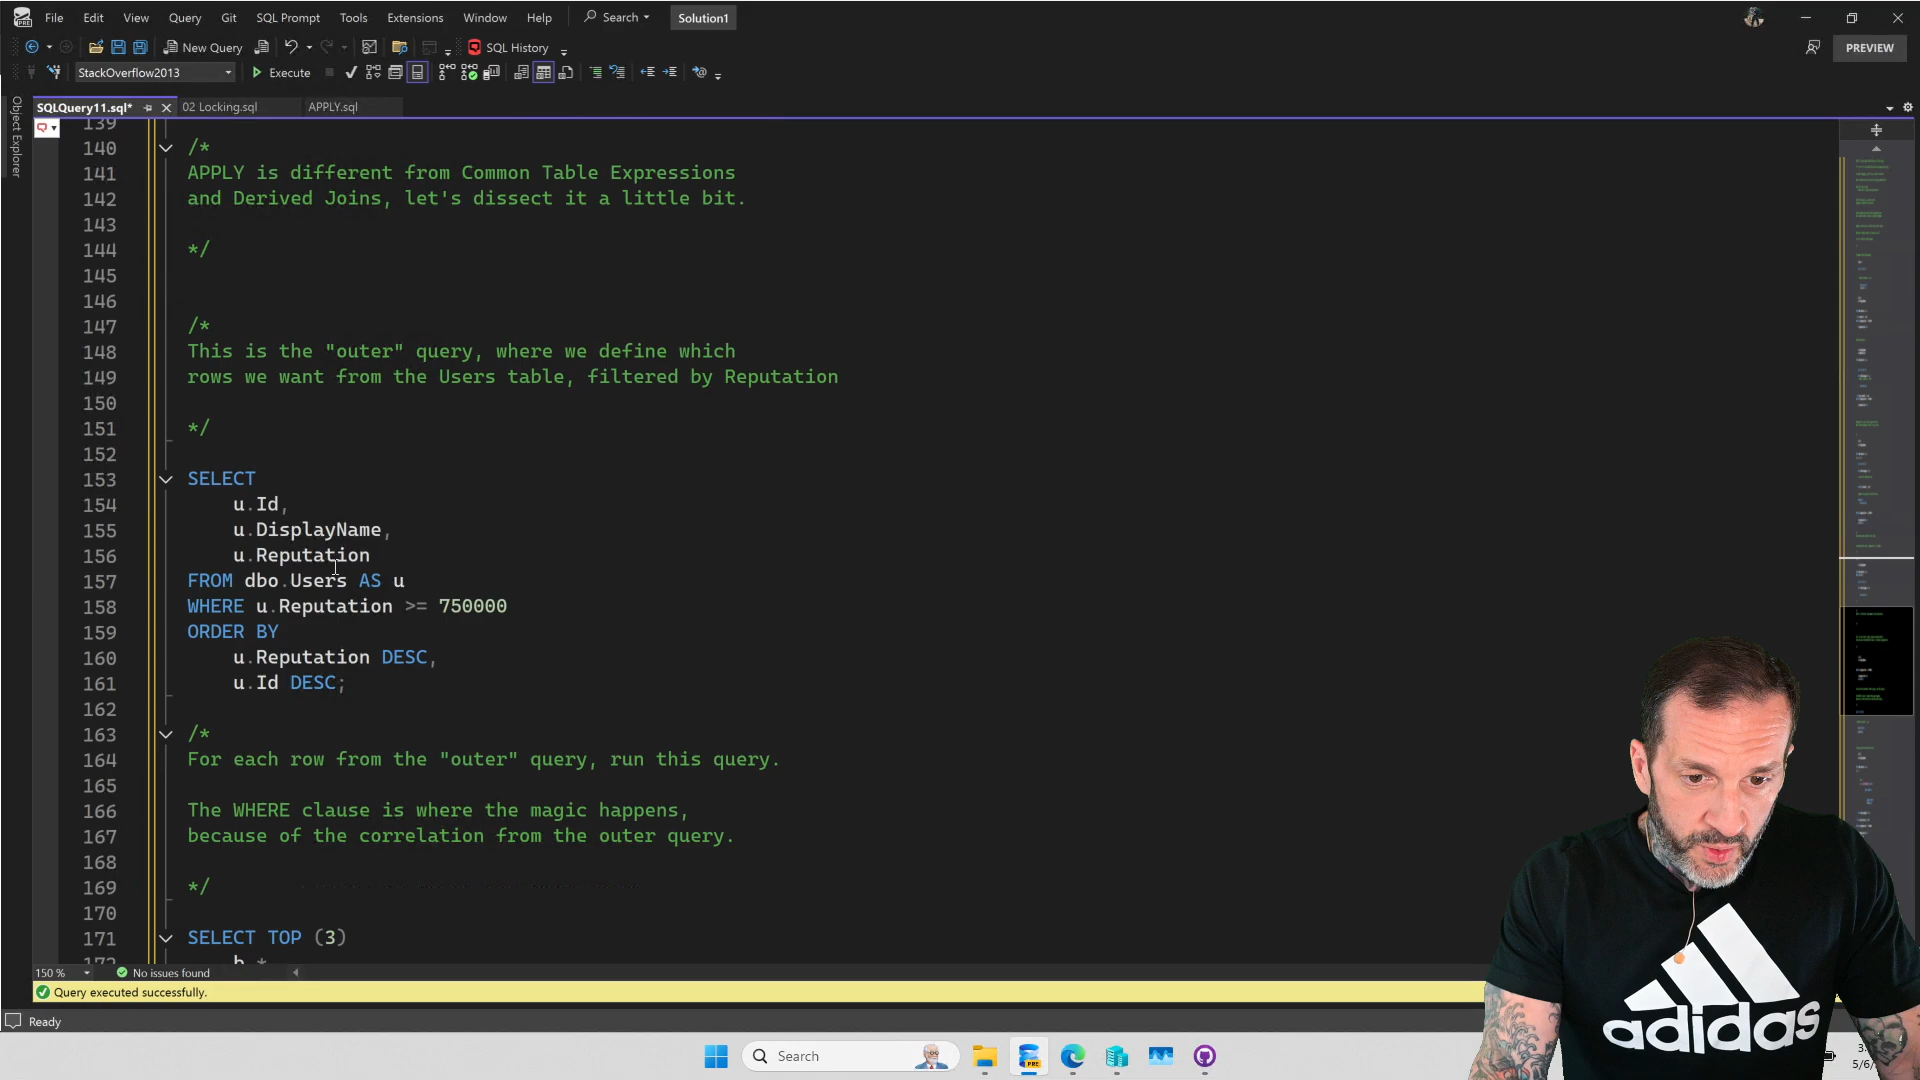 File Edit View Query Git SQL Prompt Tools Extensions Window Help Search Solution1
New Query SQL History PREVIEW
StackOverflow2013 Execute
SQLQuery11.sql* 02 Locking.sql APPLY.sql
Object Explorer
139
140 /*
141 APPLY is different from Common Table Expressions
142 and Derived Joins, let's dissect it a little bit.
143
144 */
145
146
147 /*
148 This is the "outer" query, where we define which
149 rows we want from the Users table, filtered by Reputation
150
151 */
152
153 SELECT
154 u.Id,
155 u.DisplayName,
156 u.Reputation
157 FROM dbo.Users AS u
158 WHERE u.Reputation >= 750000
159 ORDER BY
160 u.Reputation DESC,
161 u.Id DESC;
162
163 /*
164 For each row from the "outer" query, run this query.
165
166 The WHERE clause is where the magic happens,
167 because of the correlation from the outer query.
168
169 */
170
171 SELECT TOP (3)
172 b.*
150 % No issues found
Query executed successfully.
Ready
Search
adidas
PRE
5/6/